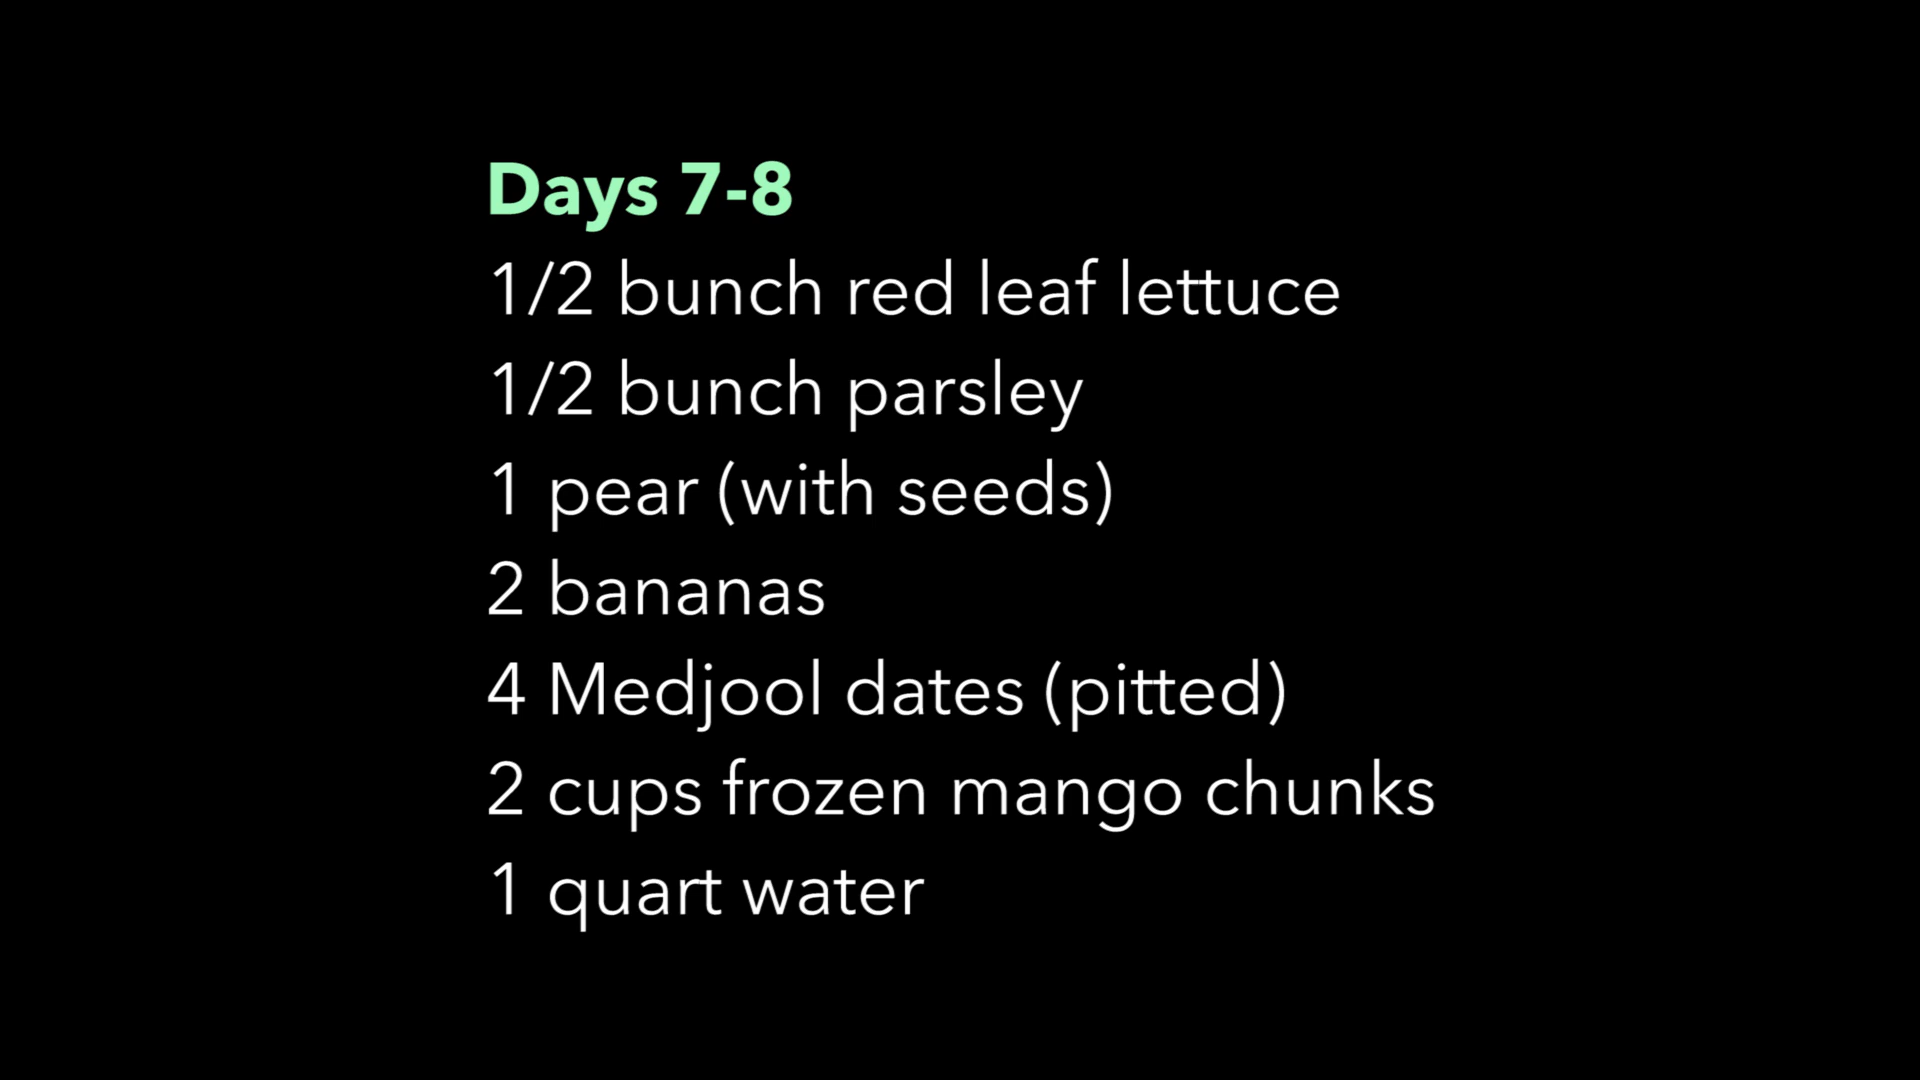 Days 7-8
1/2 bunch red leaf lettuce
1/2 bunch parsley
1 pear (with seeds)
2 bananas
4 Medjool dates (pitted)
2 cups frozen mango chunks
1 quart water